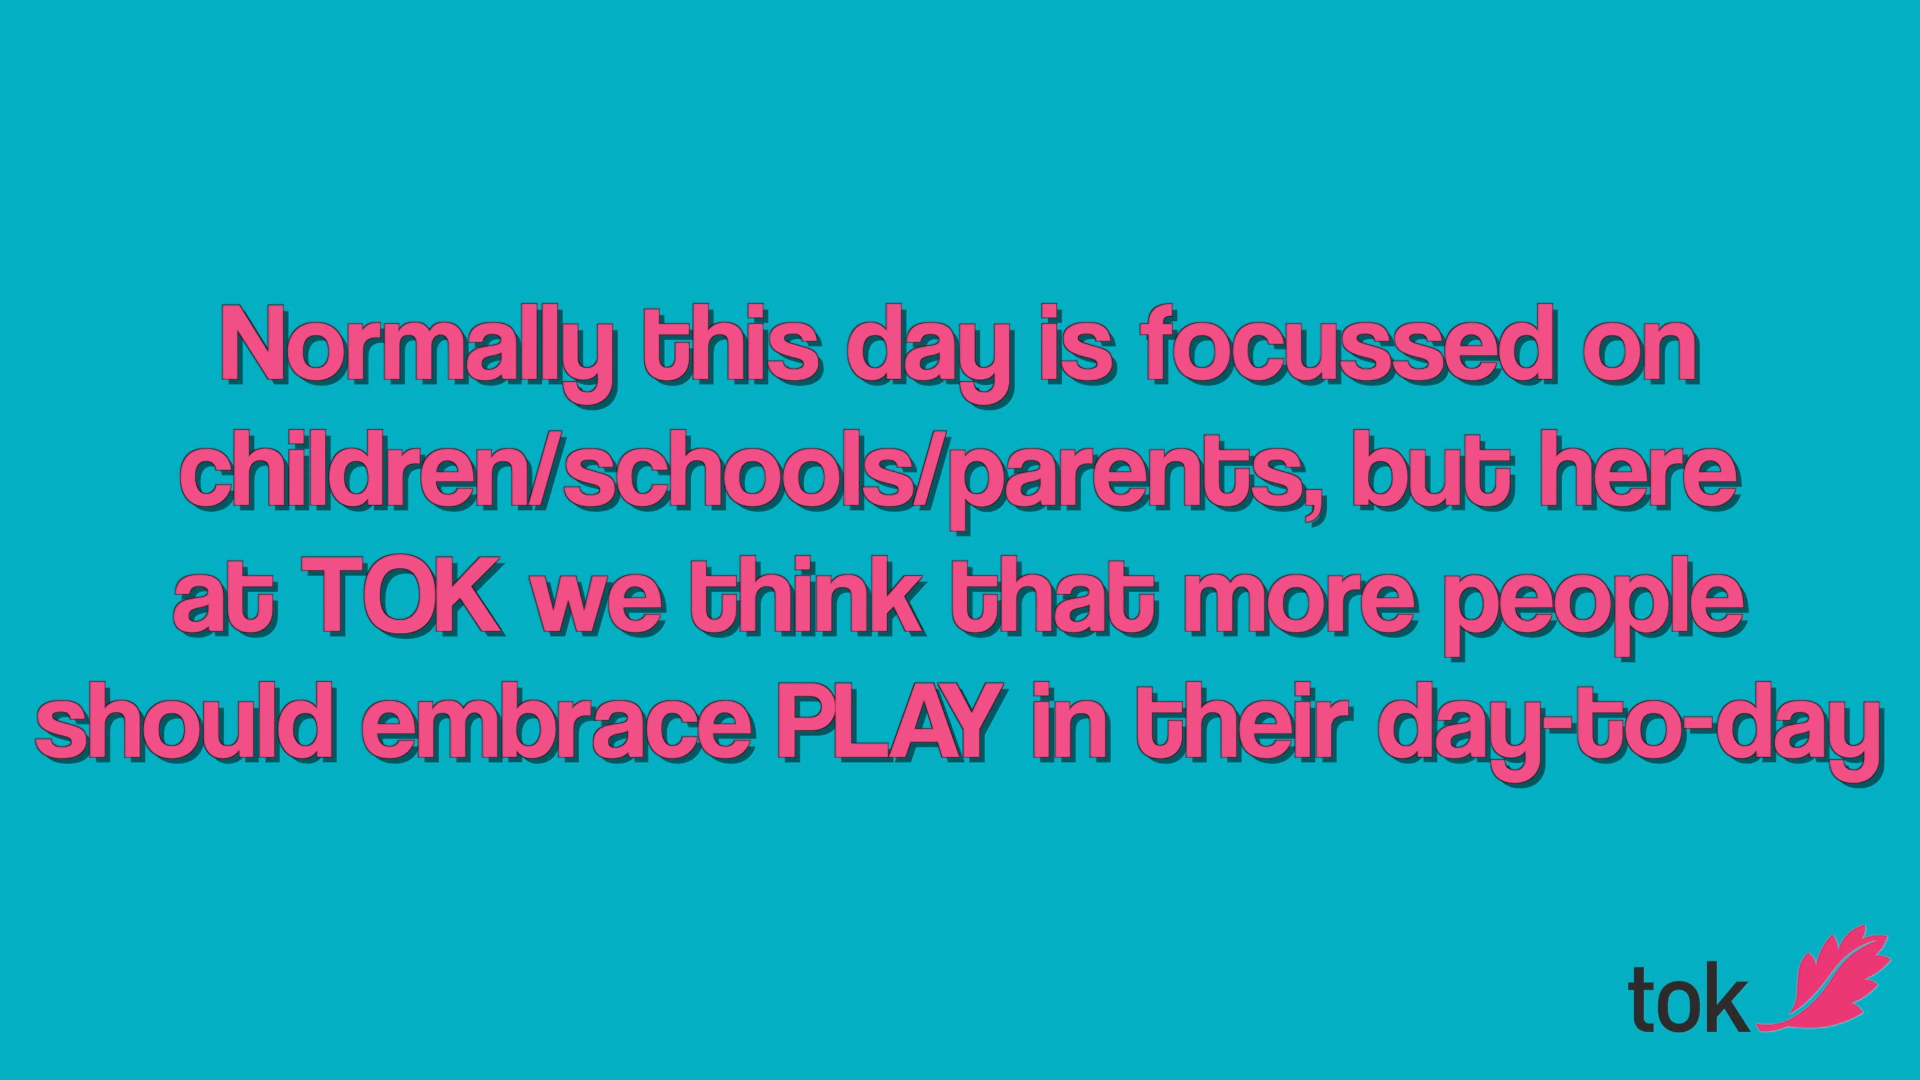 Normally this day is focussed on
children/schools/parents, but here
at TOK we think that more people
should embrace PLAY in their day-to-day
tok